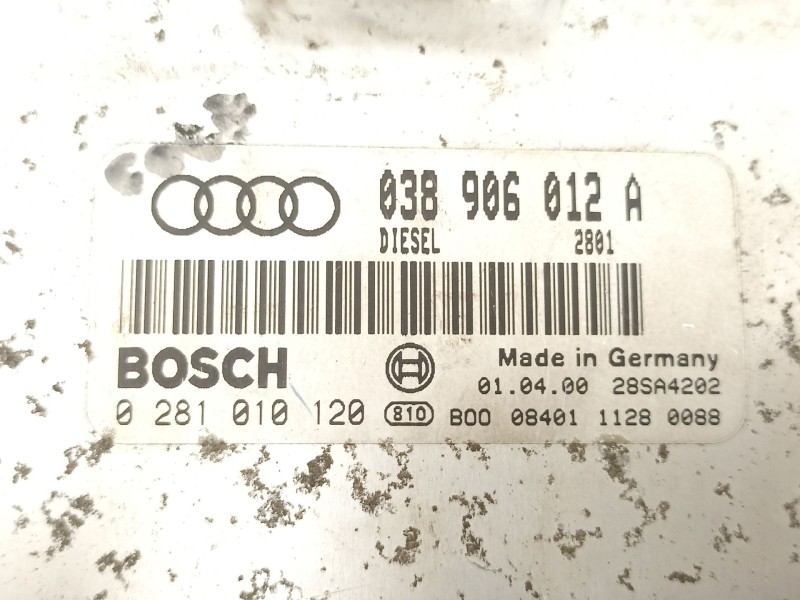 038 906 012 A
DIESEL 2801
BOSCH
Made in Germany
01.04.00 28SA4202
0 281 010 120 810 B00 08401 1128 0088